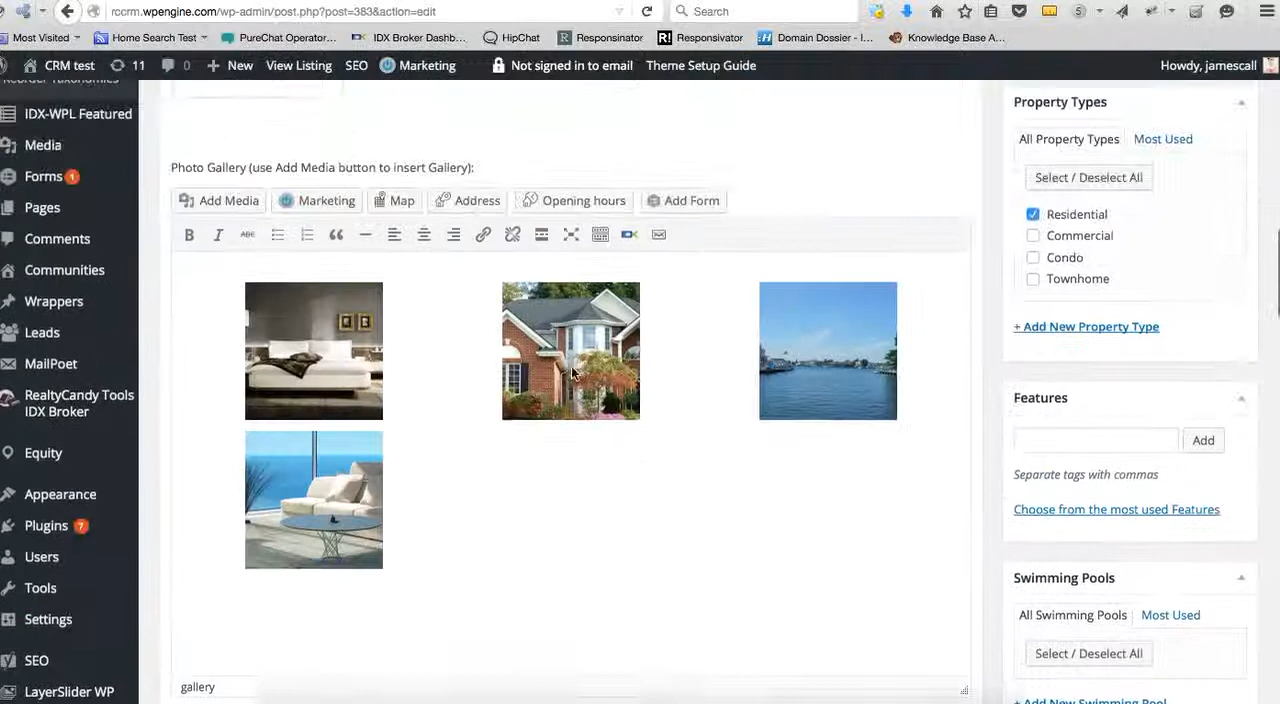 rccrm.wpengine.com/wp-admin/post.php?post=383&action=edit
Search
Most Visited
Home Search Test
PureChat Operator...
IDX Broker Dashb...
HipChat
Responsinator
Responsivator
Domain Dossier - I...
Knowledge Base A...
CRM test
11
0
New
View Listing
SEO
Marketing
Not signed in to email
Theme Setup Guide
Howdy, jamescall
IDX-WPL Featured
Media
Forms 1
Pages
Comments
Communities
Wrappers
Leads
MailPoet
RealtyCandy Tools
IDX Broker
Equity
Appearance
Plugins 7
Users
Tools
Settings
SEO
LayerSlider WP
Photo Gallery (use Add Media button to insert Gallery):
Add Media
Marketing
Map
Address
Opening hours
Add Form
B I ABC
gallery
Property Types
All Property Types
Most Used
Select / Deselect All
Residential
Commercial
Condo
Townhome
+ Add New Property Type
Features
Add
Separate tags with commas
Choose from the most used Features
Swimming Pools
All Swimming Pools
Most Used
Select / Deselect All
+ Add New Swimming Pool